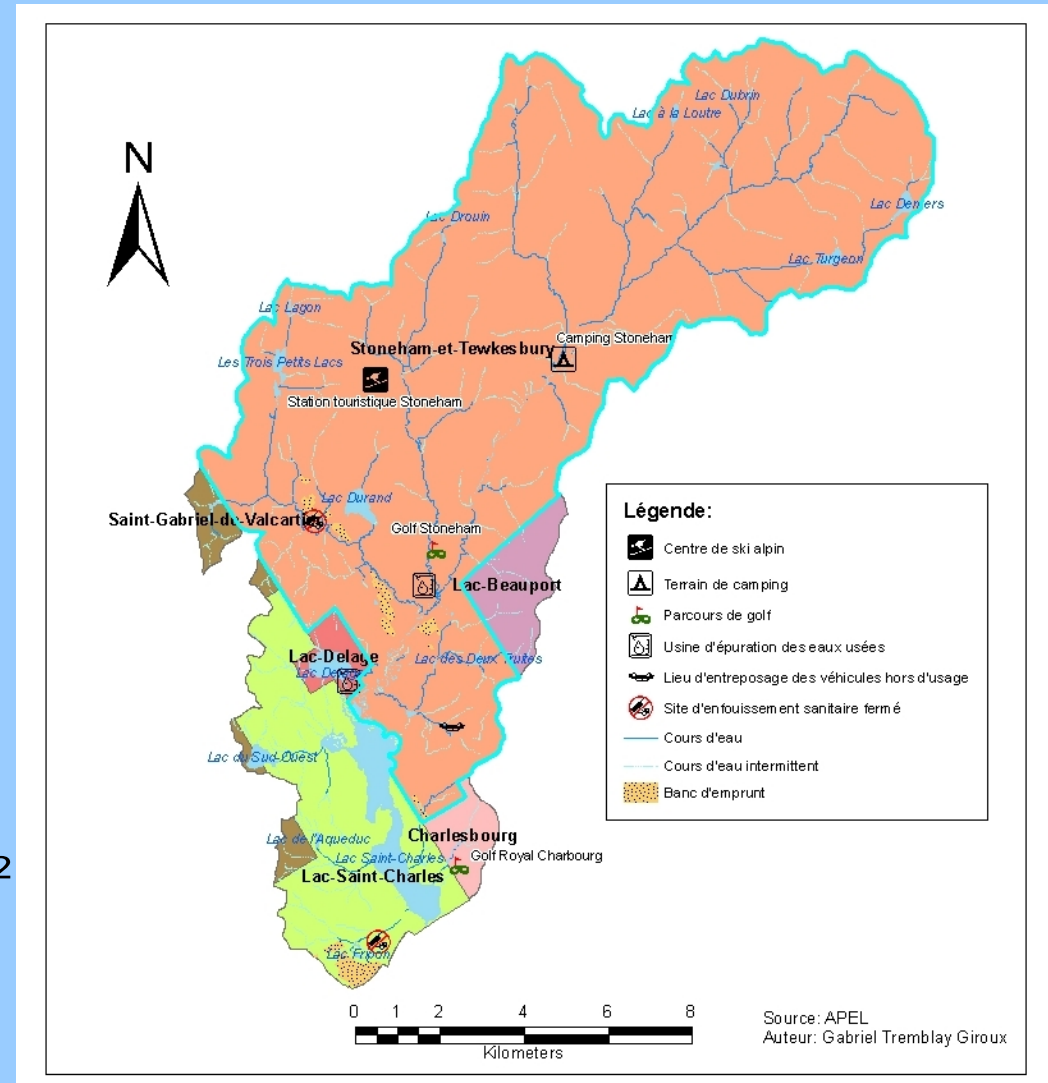 N
Lac Dubrin
Lac à la Loutre
Lac Deniers
Lac Drouin
Lac Turgeon
Lac Lagon
Camping Stoneham
Stoneham-et-Tewkesbury
Les Trois Petits Lacs
Station touristique Stoneham
Lac Durand
Saint-Gabriel-de-Valcartier
Golf Stoneham
Lac-Beauport
Lac-Delage
Lac des Deux Truites
Lac Delage
Lac du Sud-Ouest
Lac de l'Aqueduc
Charlesbourg
Lac Saint-Charles
Golf Royal Charbourg
Lac-Saint-Charles
Lac Fripon
2
Légende:
Centre de ski alpin
Terrain de camping
Parcours de golf
Usine d'épuration des eaux usées
Lieu d'entreposage des véhicules hors d'usage
Site d'enfouissement sanitaire fermé
Cours d'eau
Cours d'eau intermittent
Banc d'emprunt
0 1 2 4 6 8
Kilometers
Source: APEL
Auteur: Gabriel Tremblay Giroux